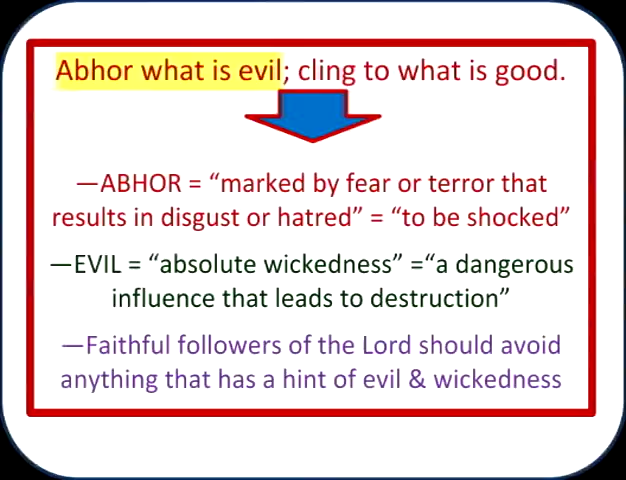 Abhor what is evil; cling to what is good.
—ABHOR = “marked by fear or terror that
results in disgust or hatred” = “to be shocked”
—EVIL = “absolute wickedness” =“a dangerous
influence that leads to destruction”
—Faithful followers of the Lord should avoid
anything that has a hint of evil & wickedness